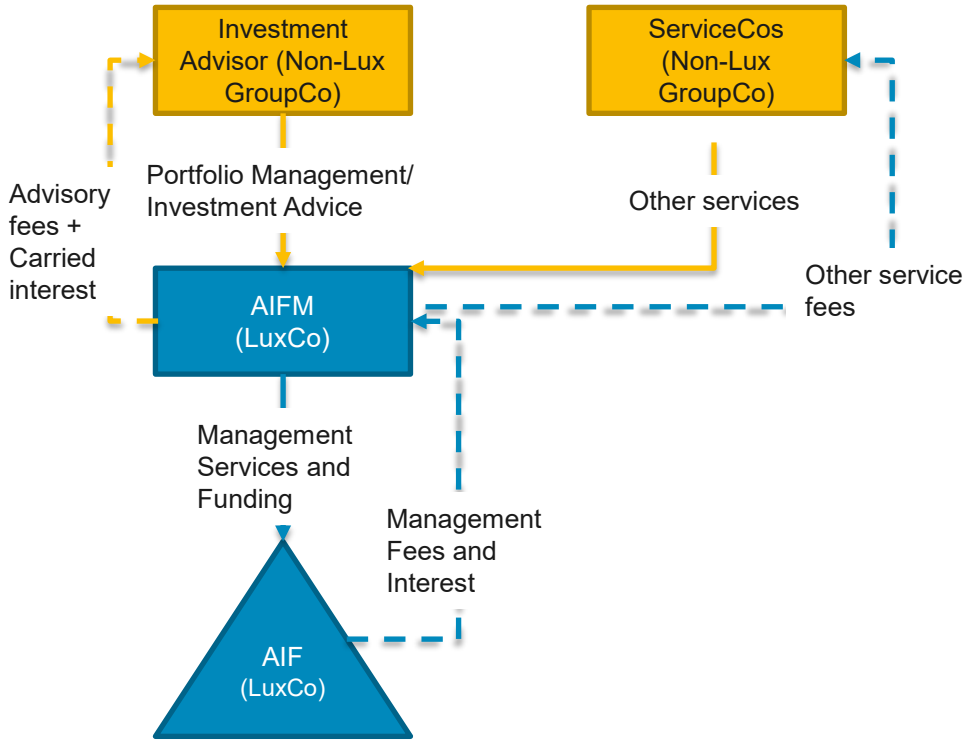 Investment
Advisor (Non-Lux
GroupCo)
ServiceCos
(Non-Lux
GroupCo)
Advisory
fees +
Carried
interest
Portfolio Management/
Investment Advice
Other services
Other service
fees
AIFM
(LuxCo)
Management
Services and
Funding
Management
Fees and
Interest
AIF
(LuxCo)